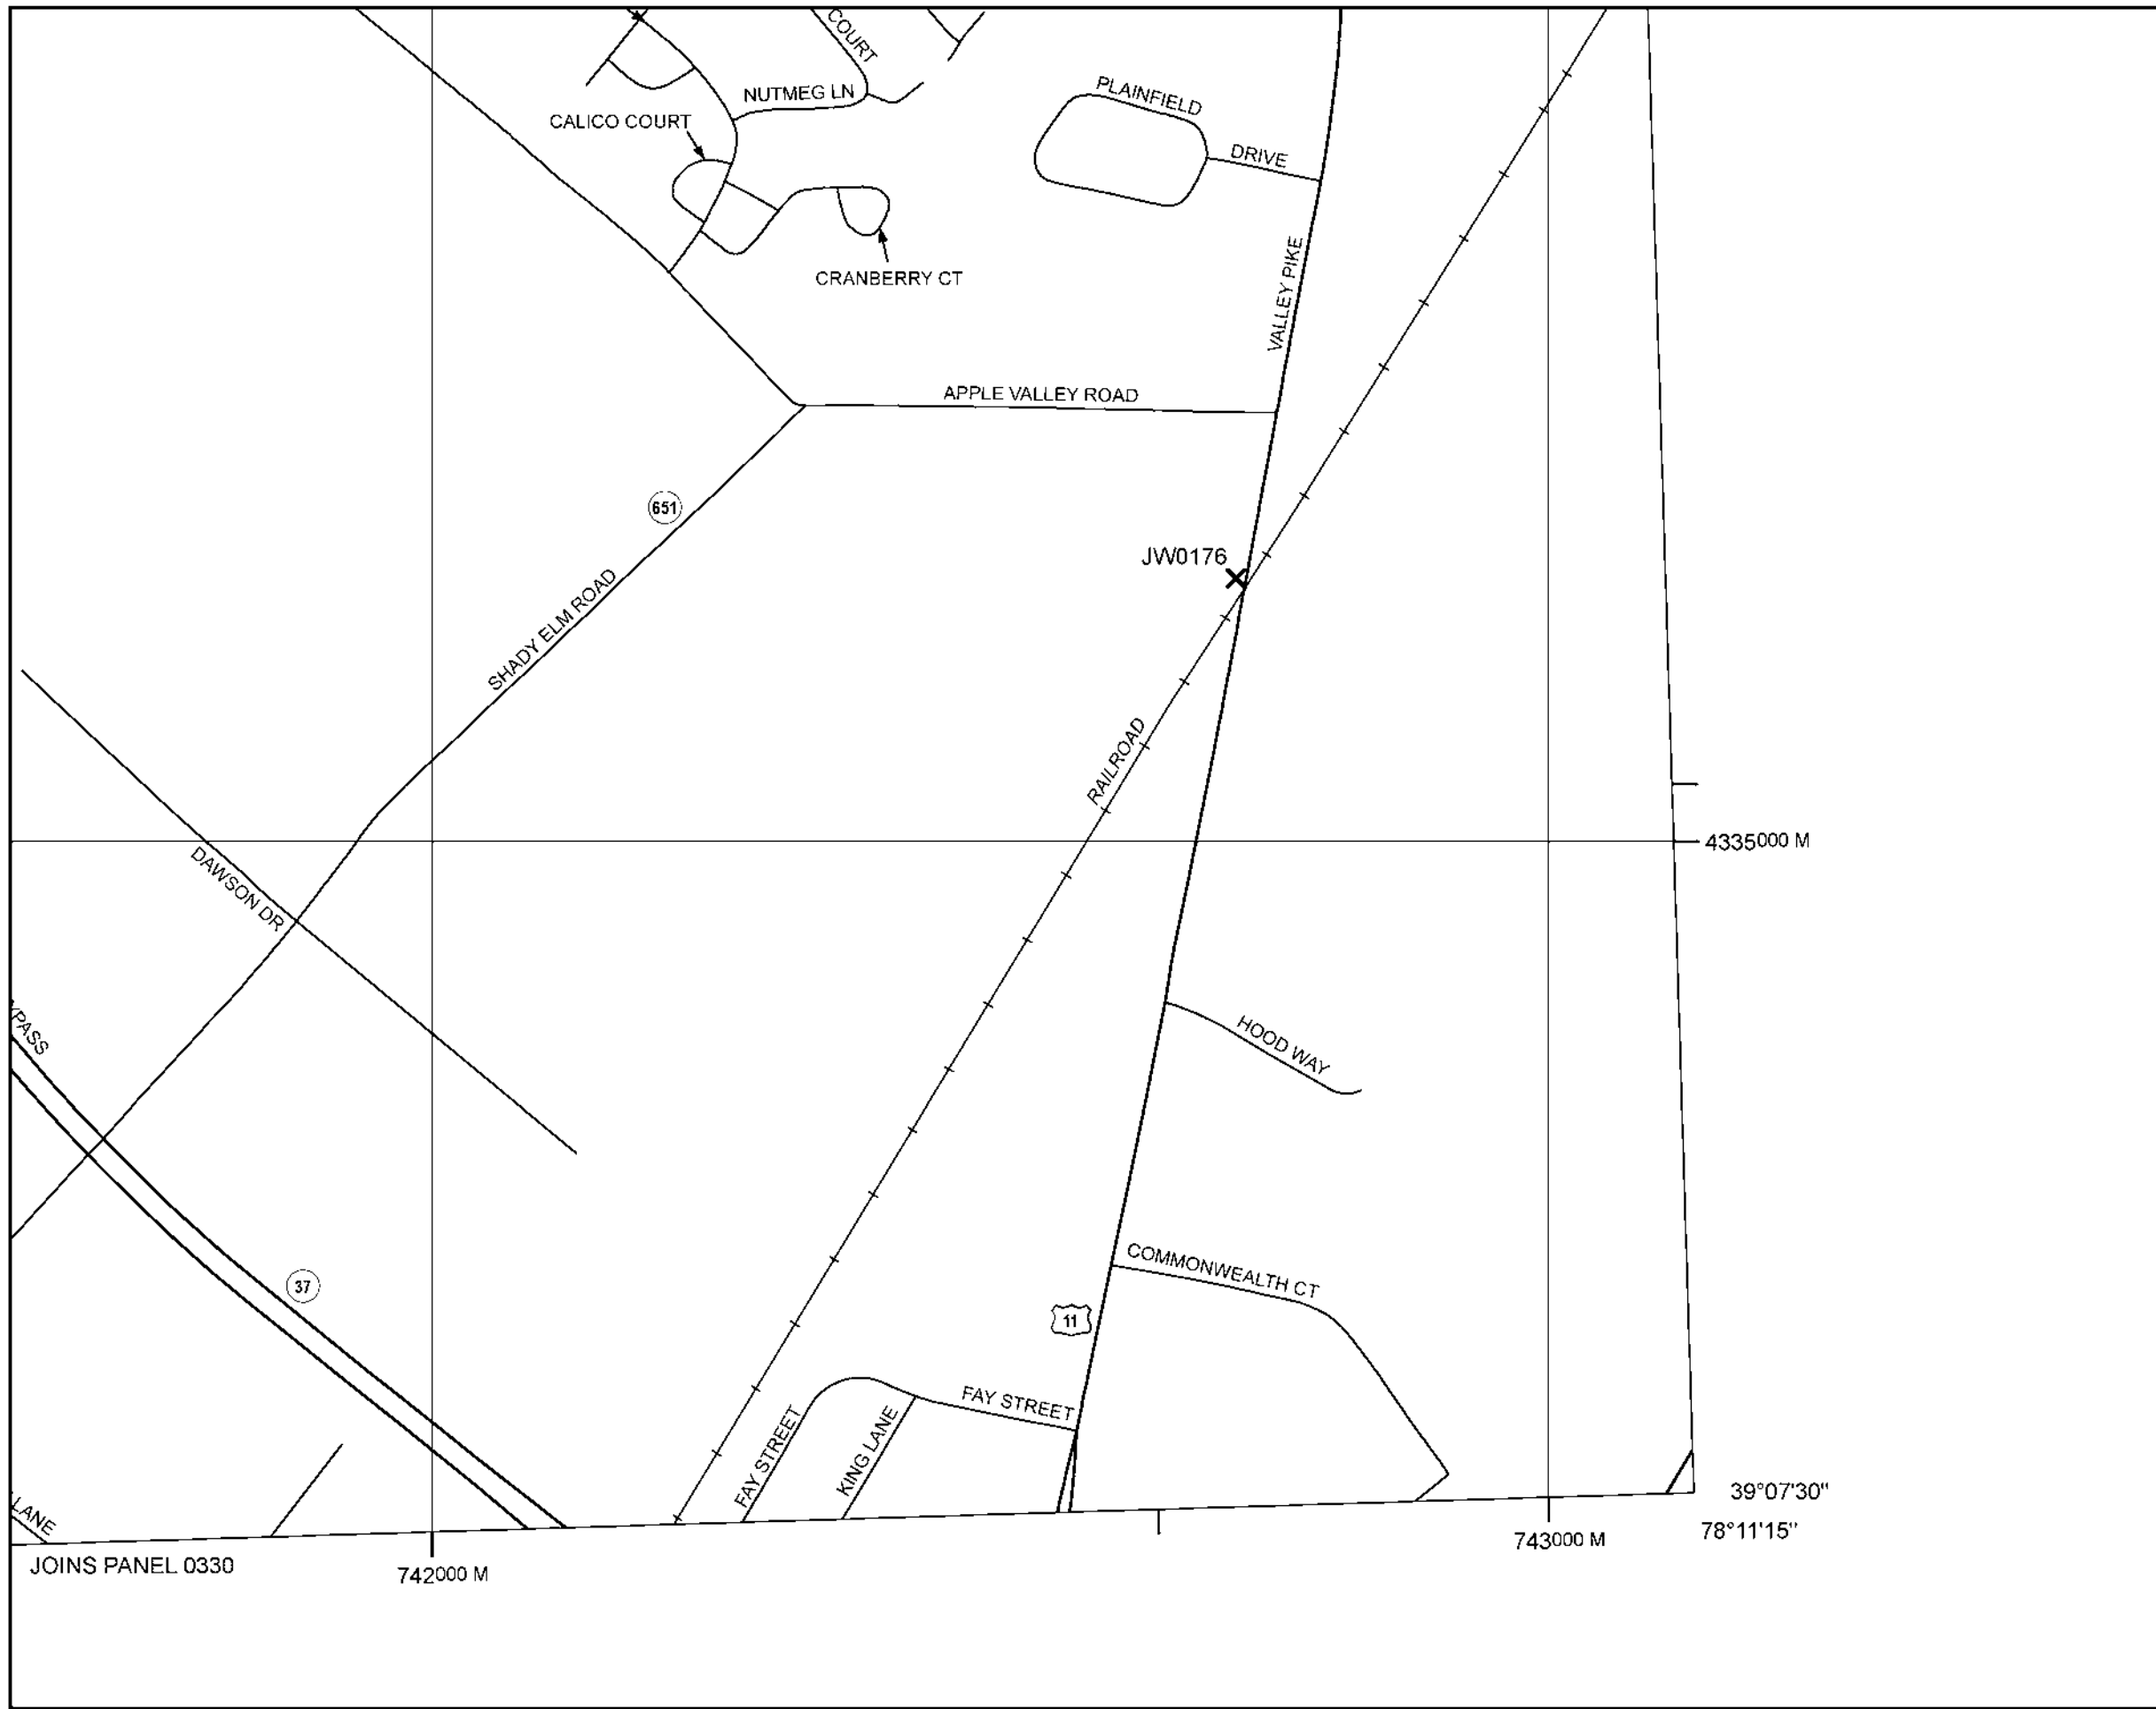 COURT
NUTMEG LN
PLAINFIELD
CALICO COURT
DRIVE
CRANBERRY CT
VALLEY PIKE
APPLE VALLEY ROAD
651
JW0176
SHADY ELM ROAD
RAILROAD
4335000 M
DAWSON DR
YPASS
HOOD WAY
COMMONWEALTH CT
37
11
FAY STREET
FAY STREET
KING LANE
LANE
39°07'30"
78°11'15"
743000 M
JOINS PANEL 0330
742000 M